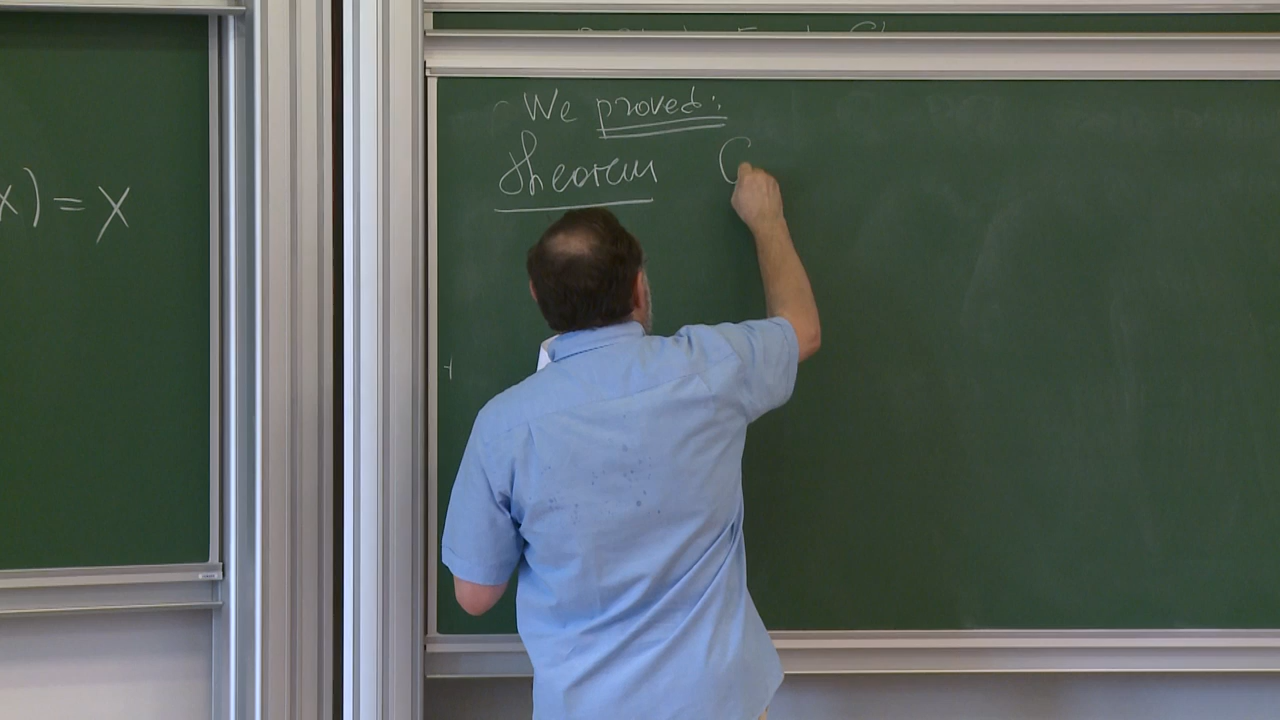 x) = X
We proved:
Theorem